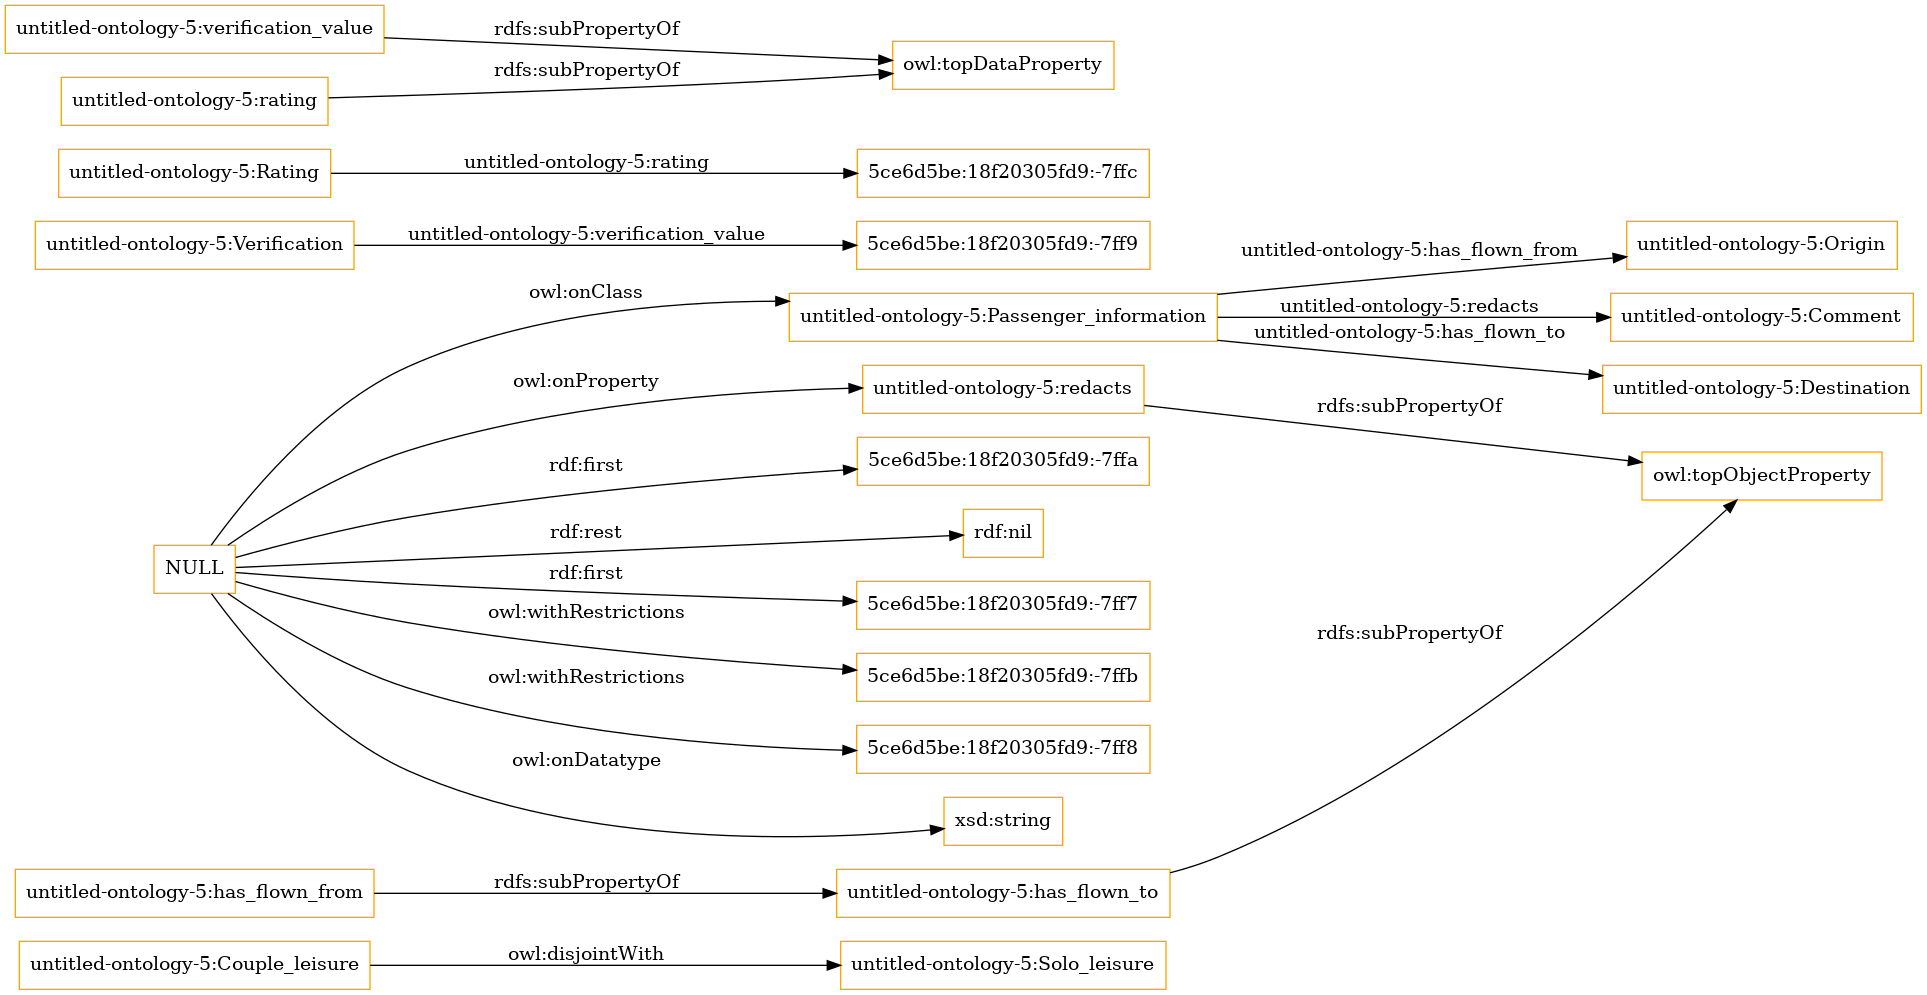 untitled-ontology-5:verification_value
rdfs:subPropertyOf
owl:topDataProperty
rdfs:subPropertyOf
untitled-ontology-5:rating
untitled-ontology-5:Rating
untitled-ontology-5:rating
5ce6d5be:18f20305fd9:-7ffc
untitled-ontology-5:Verification
untitled-ontology-5:verification_value
5ce6d5be:18f20305fd9:-7ff9
untitled-ontology-5:has_flown_from
untitled-ontology-5:Origin
owl:onClass
untitled-ontology-5:Passenger_information
untitled-ontology-5:redacts
untitled-ontology-5:Comment
untitled-ontology-5:has_flown_to
untitled-ontology-5:Destination
owl:onProperty
untitled-ontology-5:redacts
rdfs:subPropertyOf
owl:topObjectProperty
rdf:first
5ce6d5be:18f20305fd9:-7ffa
NULL
rdf:rest
rdf:nil
rdf:first
5ce6d5be:18f20305fd9:-7ff7
owl:withRestrictions
5ce6d5be:18f20305fd9:-7ffb
rdfs:subPropertyOf
owl:withRestrictions
5ce6d5be:18f20305fd9:-7ff8
owl:onDatatype
xsd:string
untitled-ontology-5:has_flown_from
rdfs:subPropertyOf
untitled-ontology-5:has_flown_to
untitled-ontology-5:Couple_leisure
owl:disjointWith
untitled-ontology-5:Solo_leisure